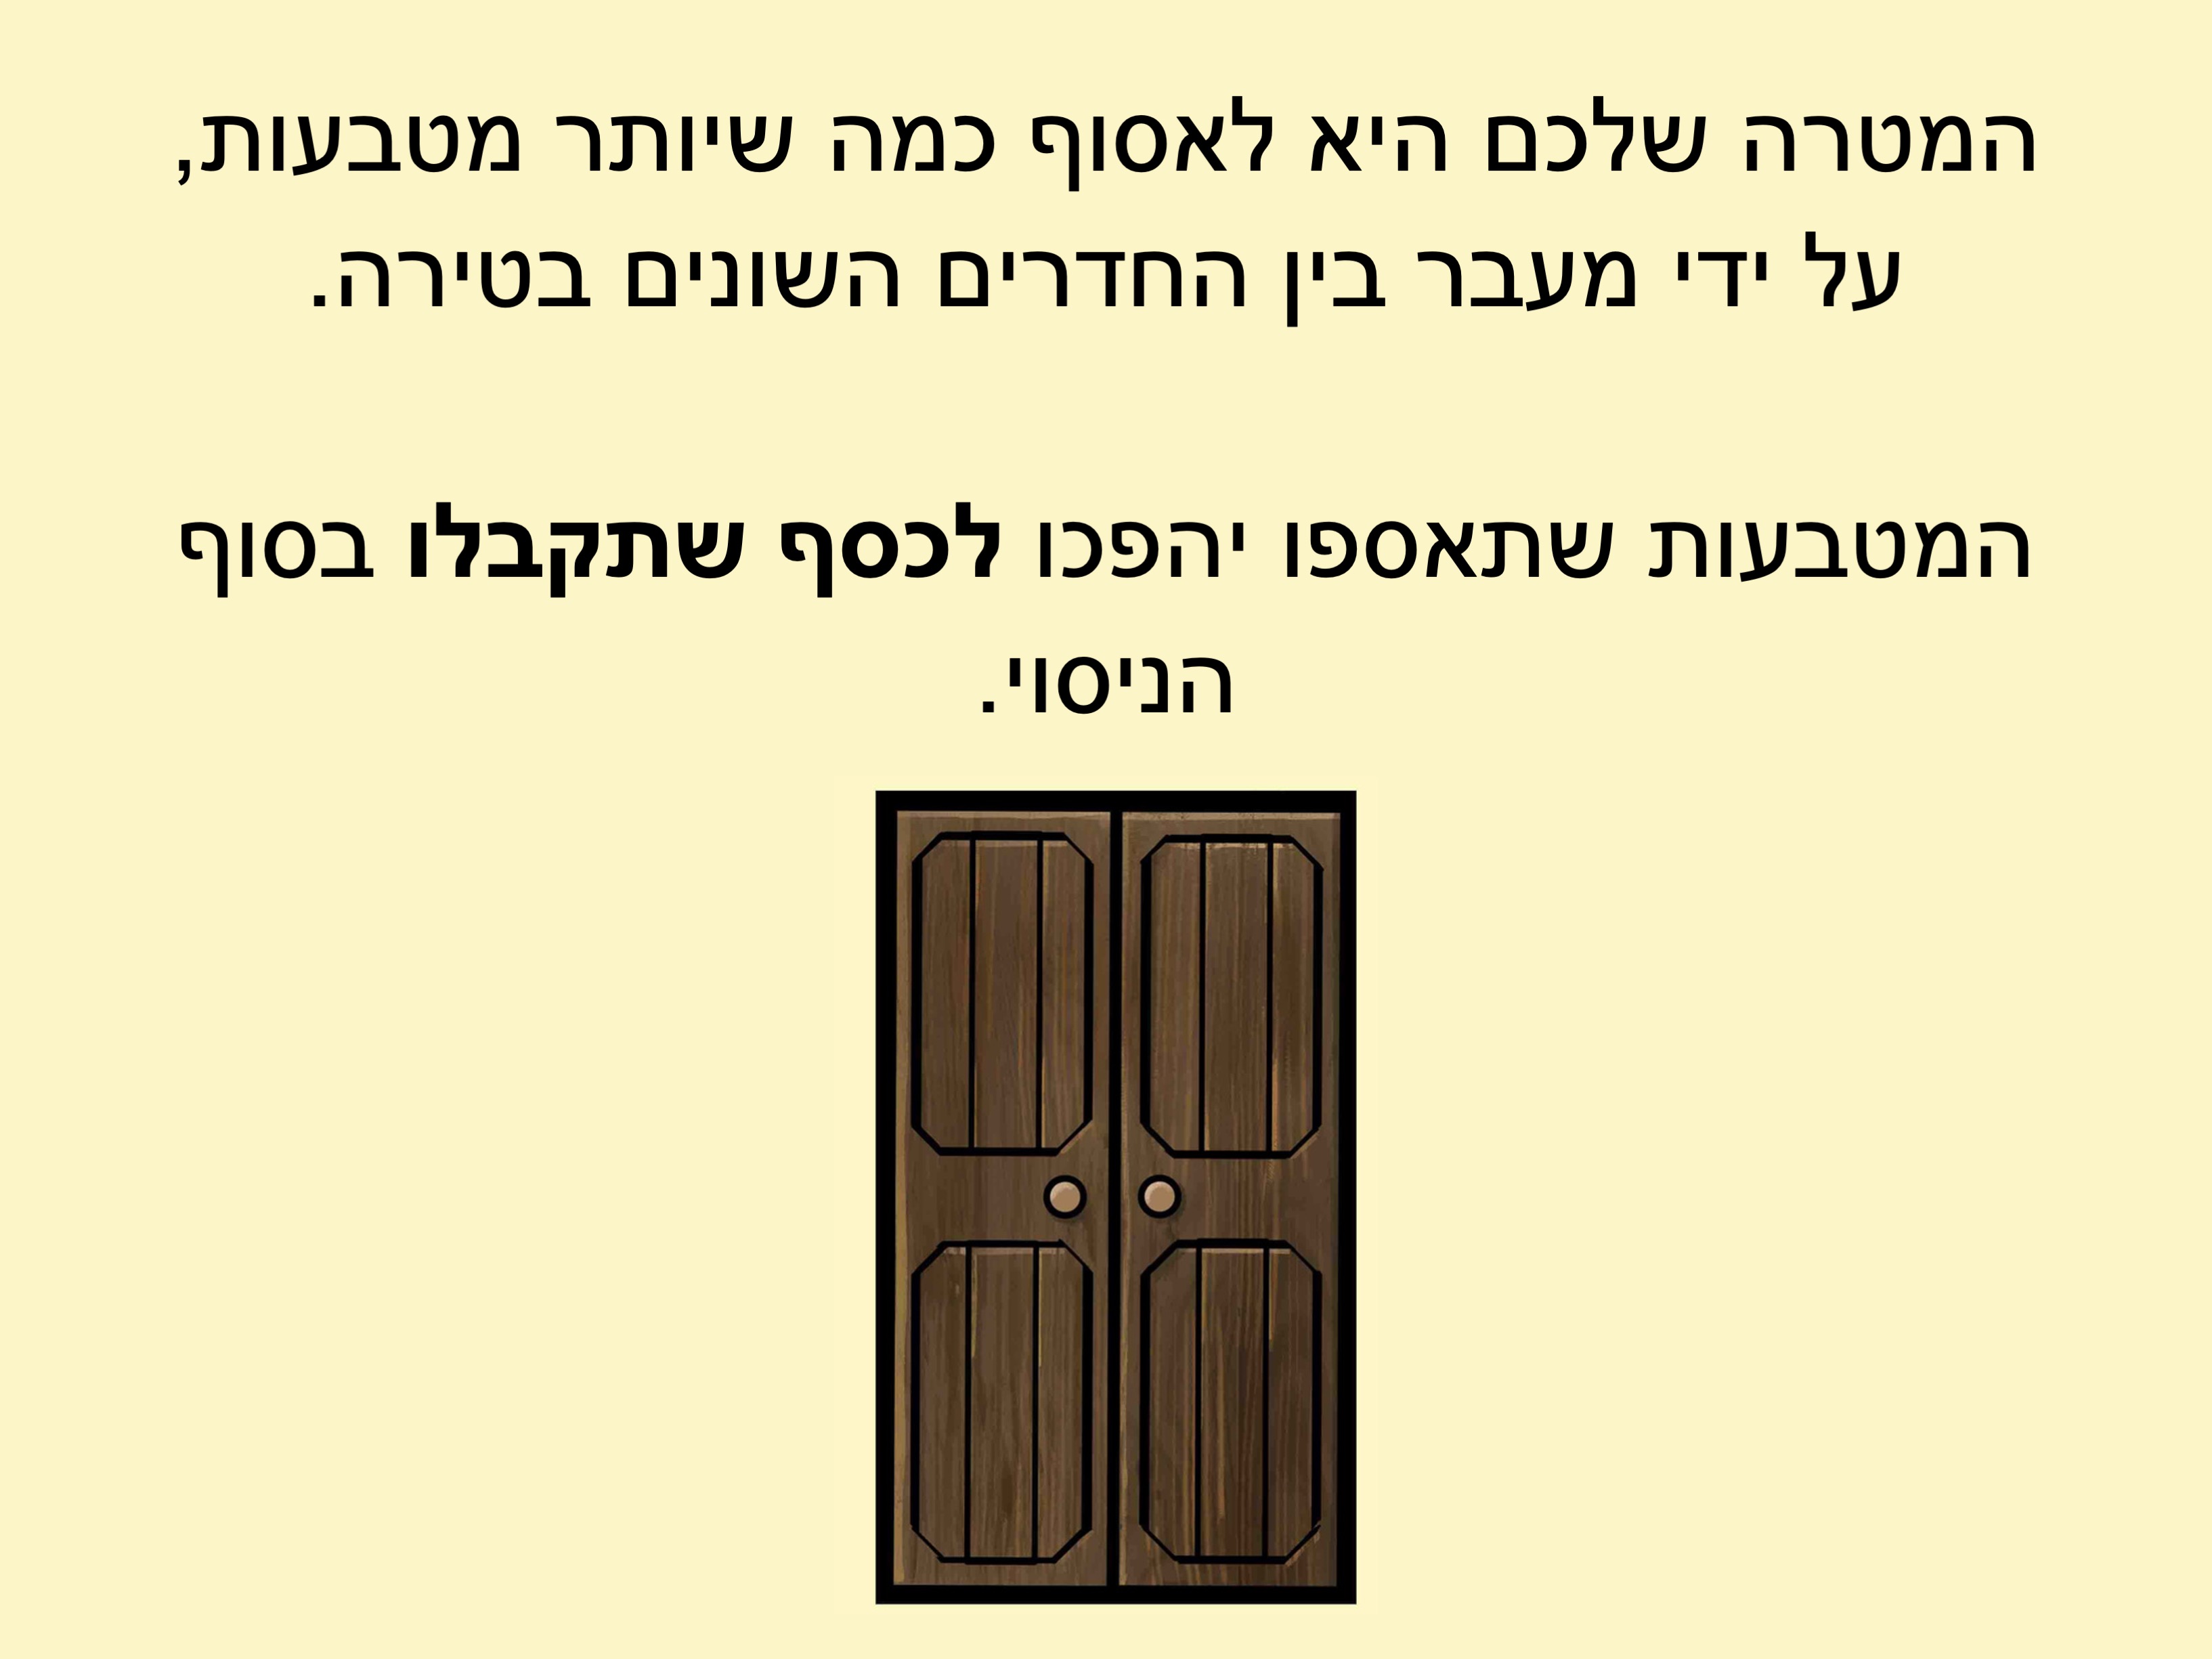 המטרה שלכם היא לאסוף כמה שיותר מטבעות,
על ידי מעבר בין החדרים השונים בטירה.
המטבעות שתאספו יהפכו לכסף שתקבלו בסוף
הניסוי.